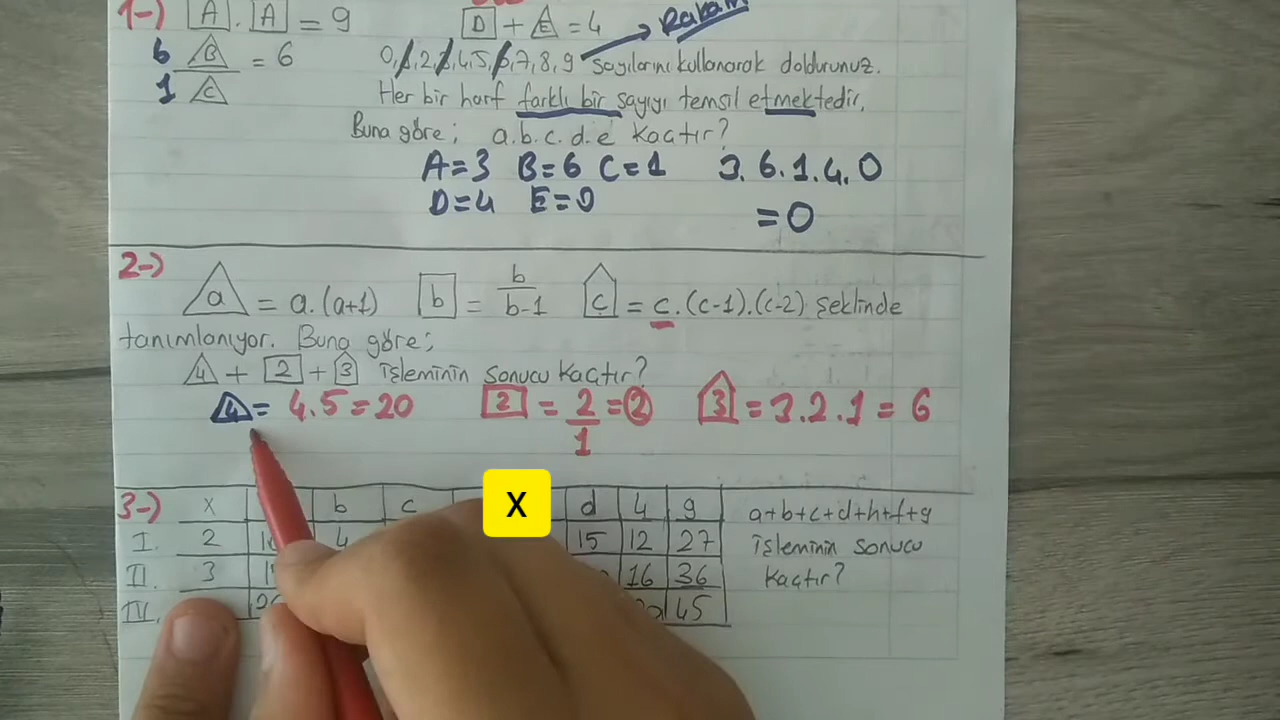 1-) A . A = 9 D + E = 4 Rakam
6 B = 6 0,1,2,3,4,5,6,7,8,9 sayılarını kullanarak doldurunuz.
1 C Her bir harf farklı bir sayıyı temsil etmektedir.
Buna göre; a.b.c.d.e kaçtır?
A=3 B=6 C=1 3.6.1.4.0
D=4 E=0 =0
2-)
a = a.(a+1) b = b/b-1 c = c.(c-1).(c-2) şeklinde
tanımlanıyor. Buna göre;
4 + 2 + 3 işleminin sonucu kaçtır?
4 = 4.5=20 2 = 2/1 = 2 3 = 3.2.1 = 6
3-) x b c X d 4 g a+b+c+d+h+f+g
I. 2 4 15 12 27 işleminin sonucu
II. 3 16 36 kaçtır?
III. 45